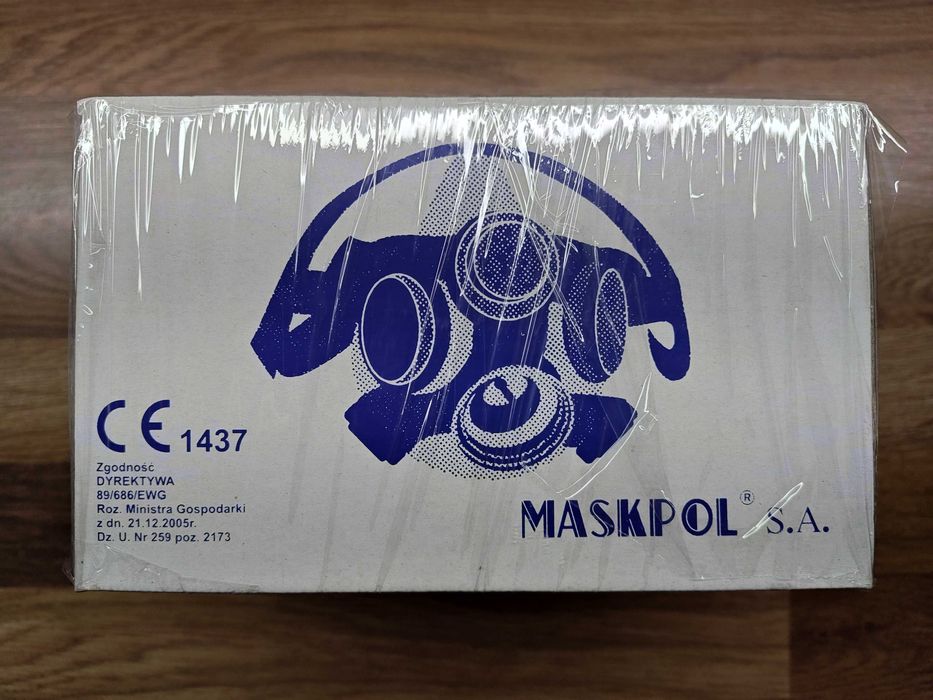 CE 1437
Zgodność
DYREKTYWA
89/686/EWG
Roz. Ministra Gospodarki
z dn. 21.12.2005r.
Dz. U. Nr 259 poz. 2173
MASKPOL® S.A.